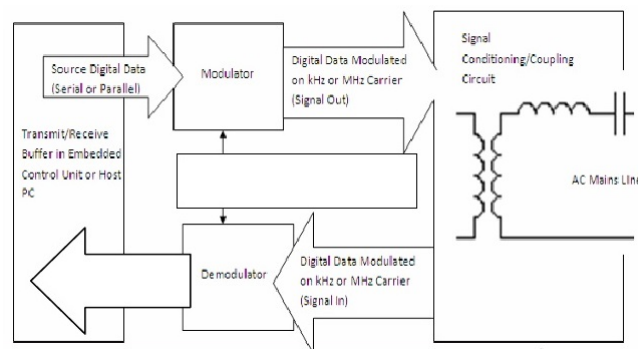 Source Digital Data
(Serial or Parallel)
Modulator
Digital Data Modulated
on kHz or MHz Carrier
(Signal Out)
Signal
Conditioning/Coupling
Circuit
Transmit/Receive
Buffer in Embedded
Control Unit or Host
PC
AC Mains Line
Demodulator
Digital Data Modulated
on kHz or MHz Carrier
(Signal In)